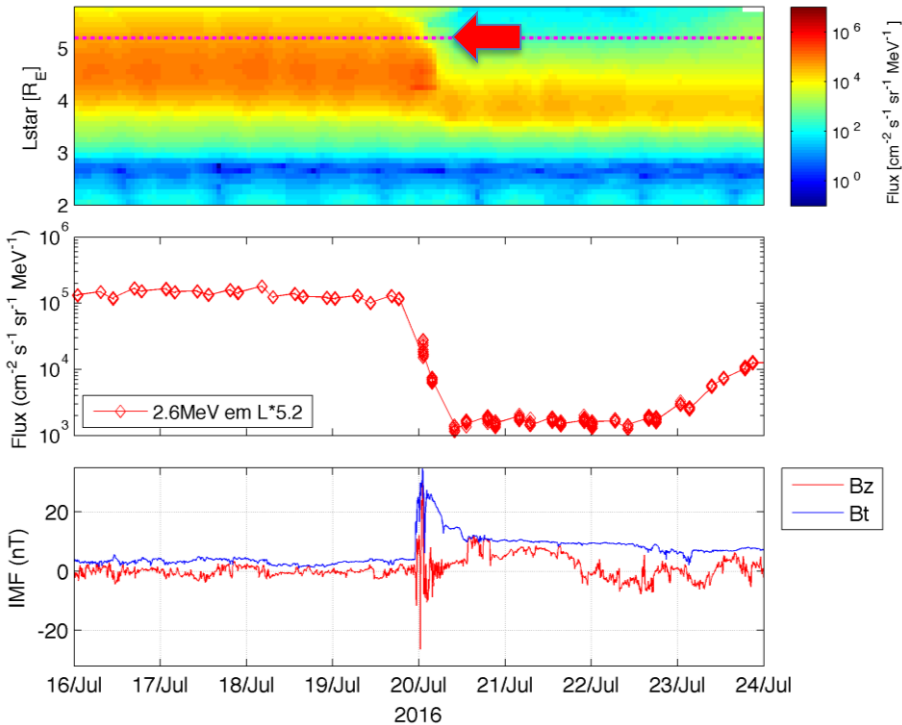 5
4
3
2
Lstar [R_E]
10^6
10^4
10^2
10^0
Flux [cm^-2 s^-1 sr^-1 MeV^-1]
10^6
10^5
10^4
10^3
Flux (cm^-2 s^-1 sr^-1 MeV^-1)
2.6MeV em L*5.2
20
0
-20
IMF (nT)
Bz
Bt
16/Jul 17/Jul 18/Jul 19/Jul 20/Jul 21/Jul 22/Jul 23/Jul 24/Jul
2016